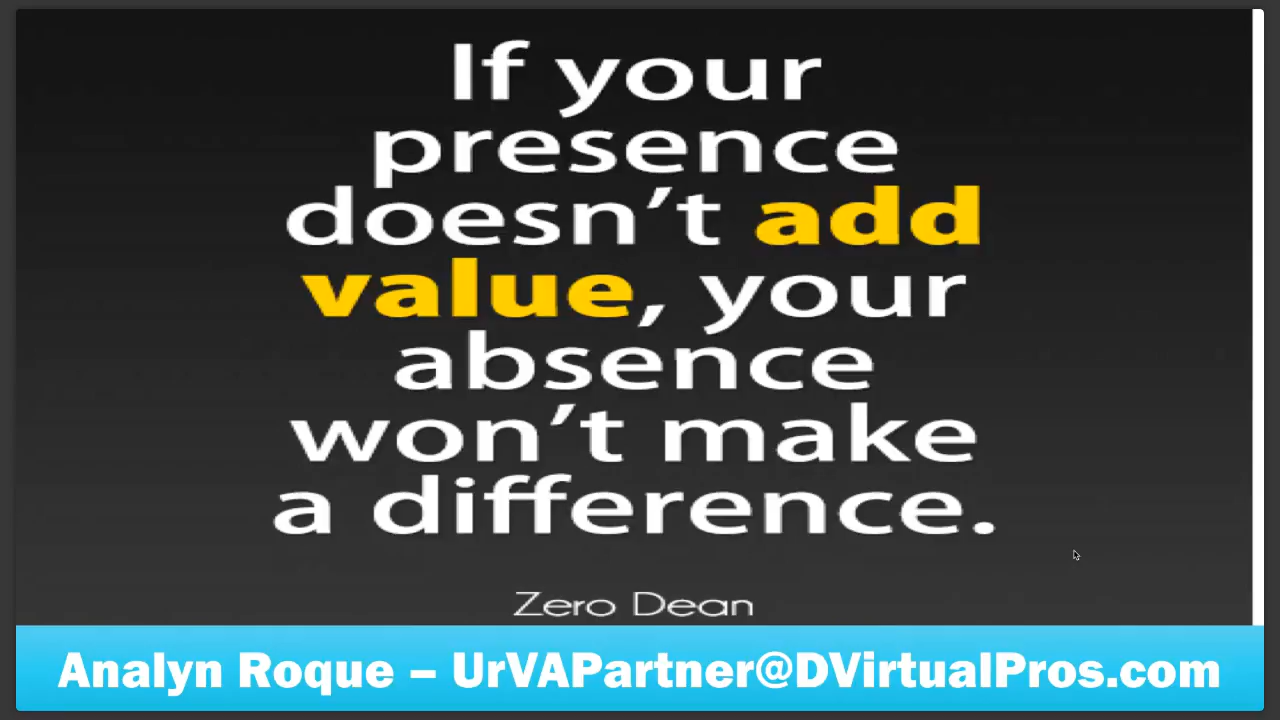 If your
presence
doesn’t add
value, your
absence
won’t make
a difference.
Zero Dean
Analyn Roque – UrVAPartner@DVirtualPros.com